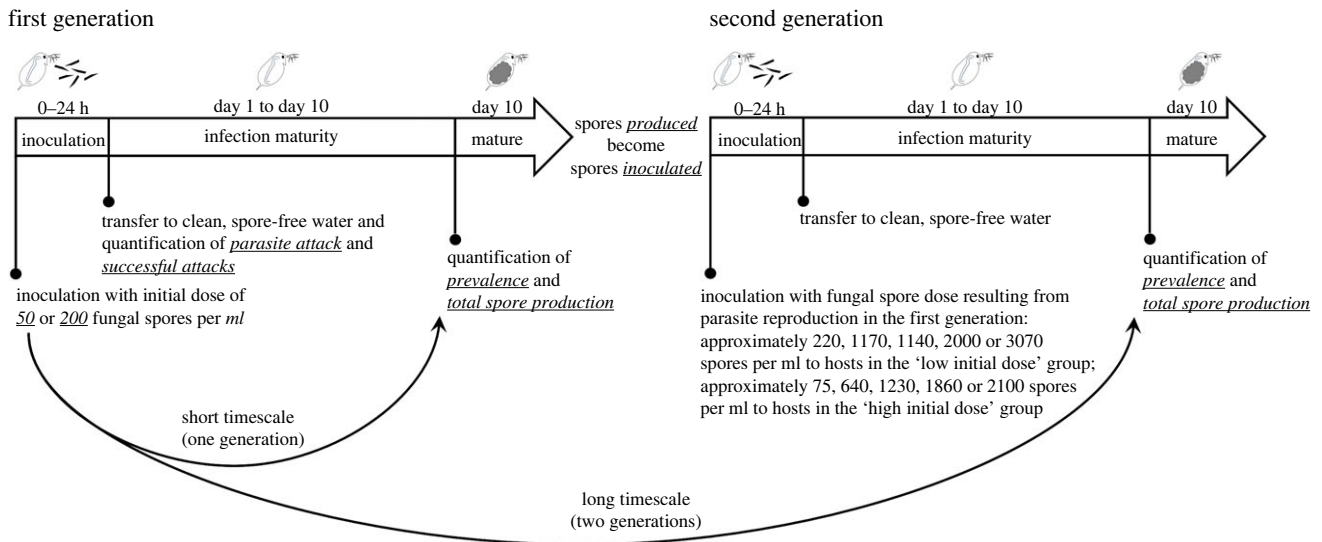 first generation
0–24 h
day 1 to day 10
day 10
inoculation
infection maturity
mature
transfer to clean, spore-free water and
quantification of parasite attack and
successful attacks
inoculation with initial dose of
50 or 200 fungal spores per ml
quantification of
prevalence and
total spore production
short timescale
(one generation)
spores produced
become
spores inoculated
second generation
0–24 h
day 1 to day 10
day 10
inoculation
infection maturity
mature
transfer to clean, spore-free water
inoculation with fungal spore dose resulting from
parasite reproduction in the first generation:
approximately 220, 1170, 1140, 2000 or 3070
spores per ml to hosts in the ‘low initial dose’ group;
approximately 75, 640, 1230, 1860 or 2100 spores
per ml to hosts in the ‘high initial dose’ group
quantification of
prevalence and
total spore production
long timescale
(two generations)